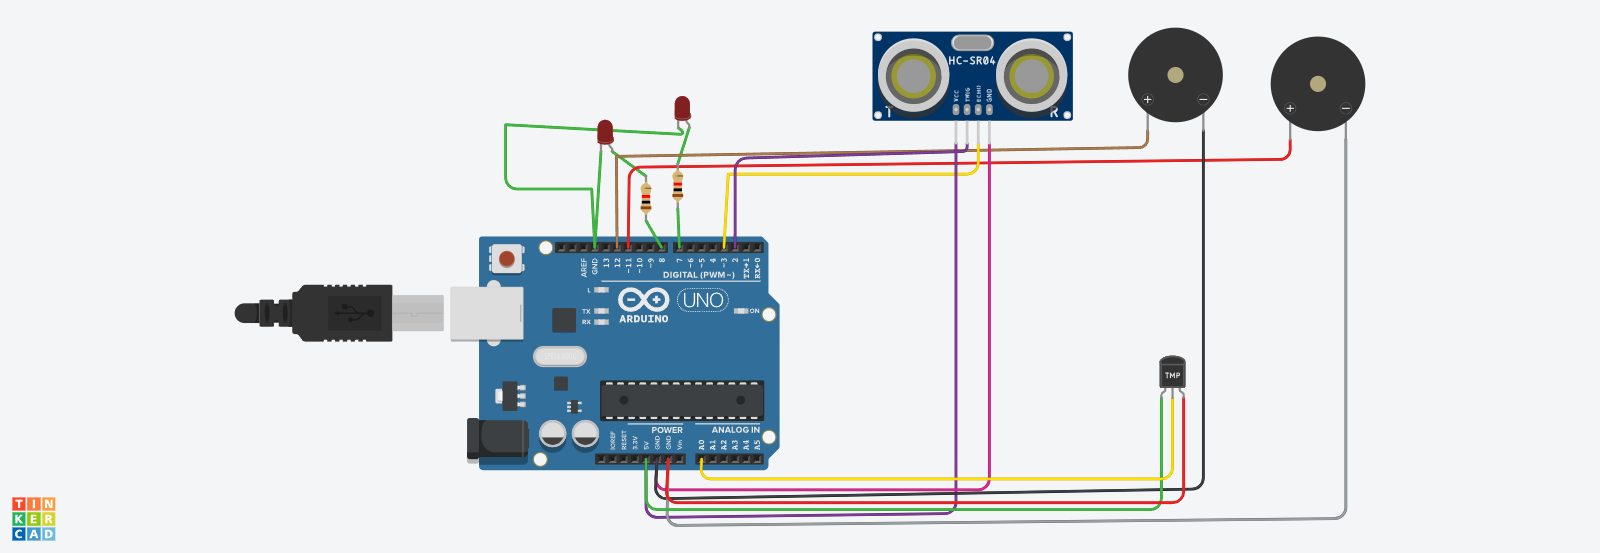 HC-SR04
VCC
TRIG
ECHO
GND
T
R
+
−
+
−
AREF
GND
13
12
~11
~10
~9
8
7
~6
~5
4
~3
2
TX→1
RX←0
DIGITAL (PWM~)
L
TX
RX
ARDUINO
UNO
ON
TMP
POWER
ANALOG IN
IOREF
RESET
3.3V
5V
GND
GND
Vin
A0
A1
A2
A3
A4
A5
TIN
KER
CAD